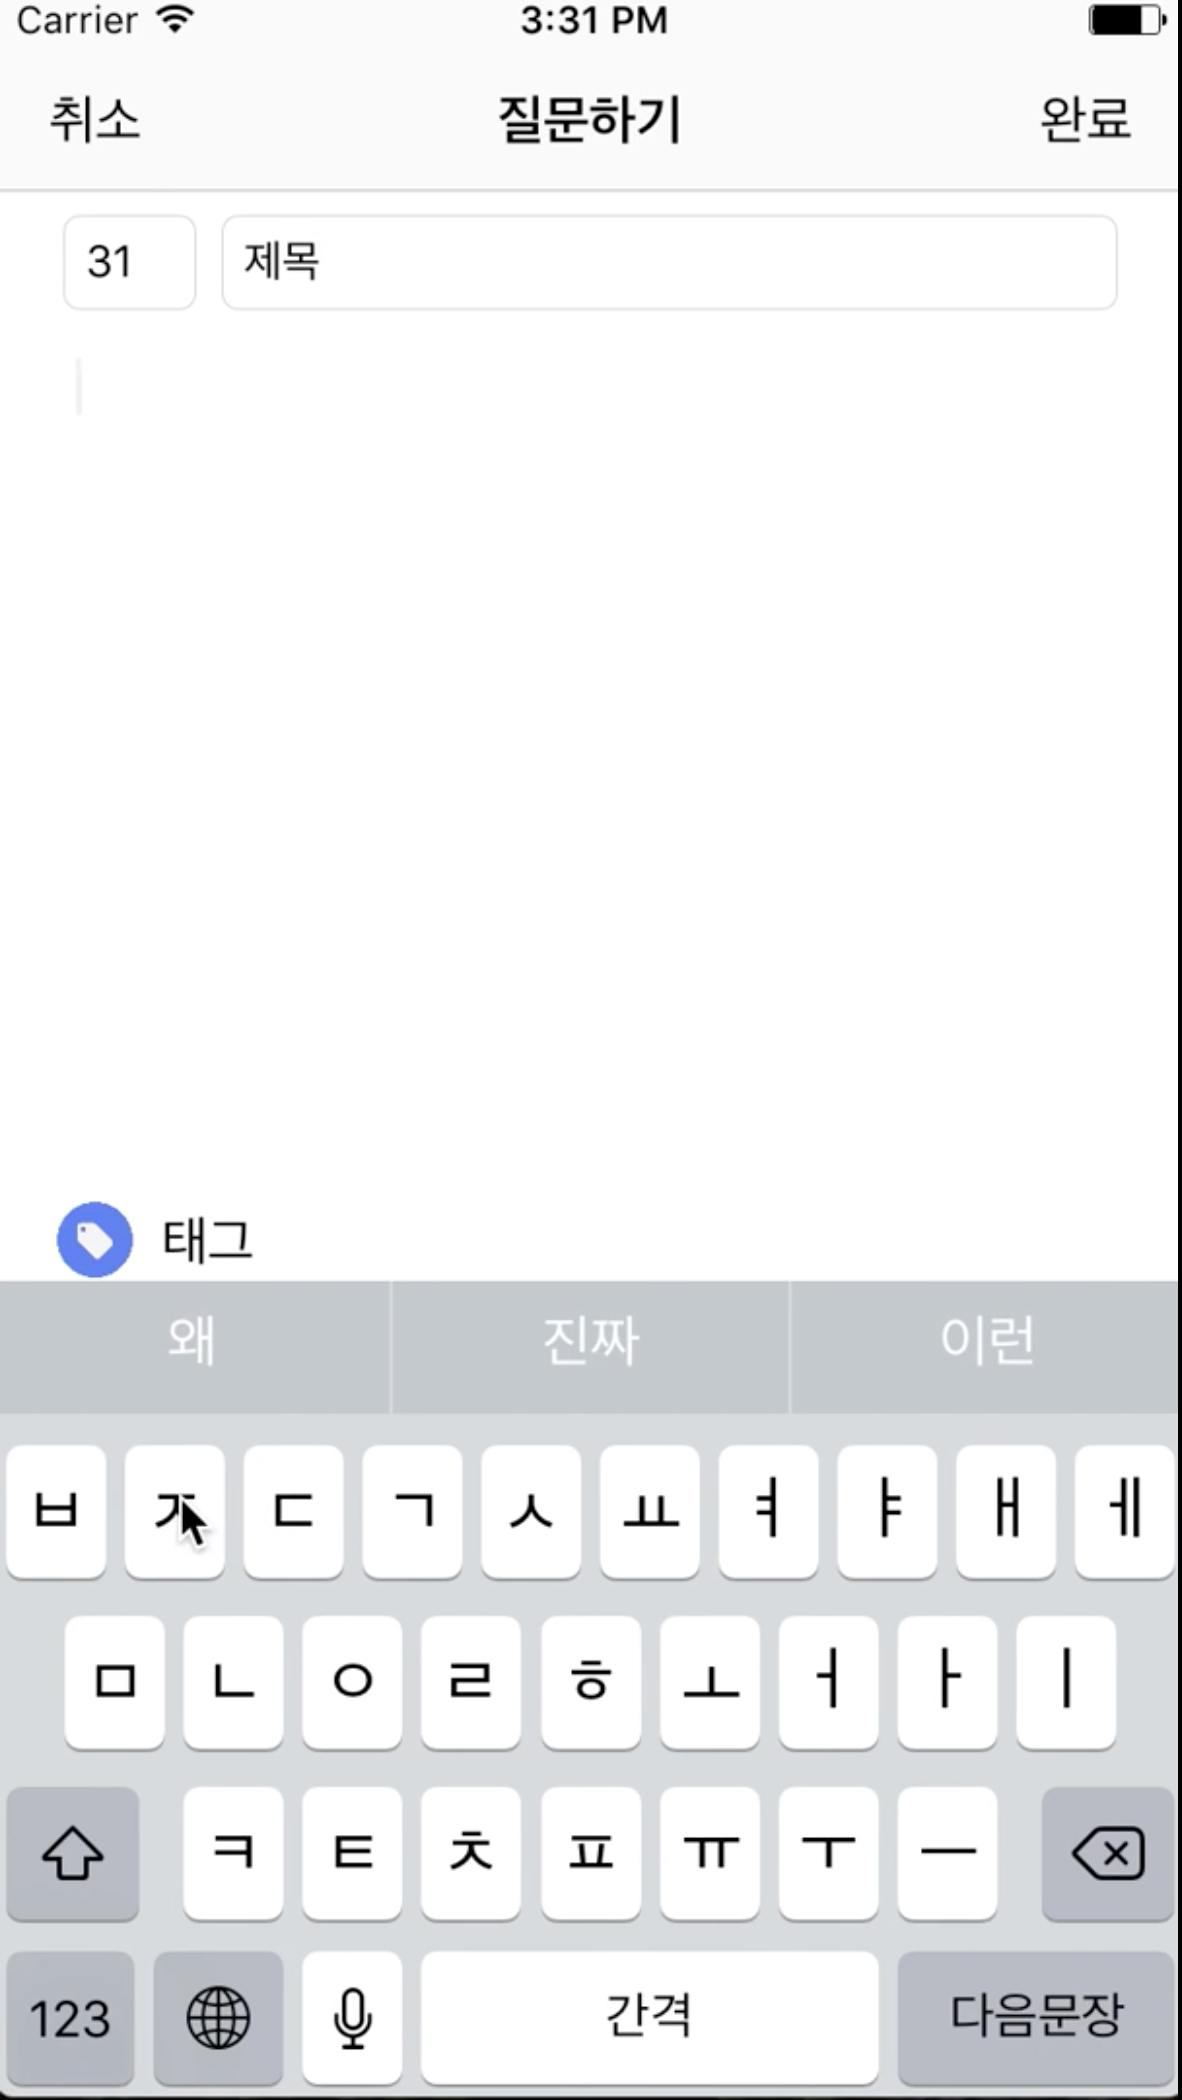 Carrier 3:31 PM
취소 질문하기 완료
31 제목
태그
왜 진짜 이런
ㅂ ㅈ ㄷ ㄱ ㅅ ㅛ ㅕ ㅑ ㅐ ㅔ
ㅁ ㄴ ㅇ ㄹ ㅎ ㅗ ㅓ ㅏ ㅣ
ㅋ ㅌ ㅊ ㅍ ㅠ ㅜ ㅡ
123 간격 다음문장